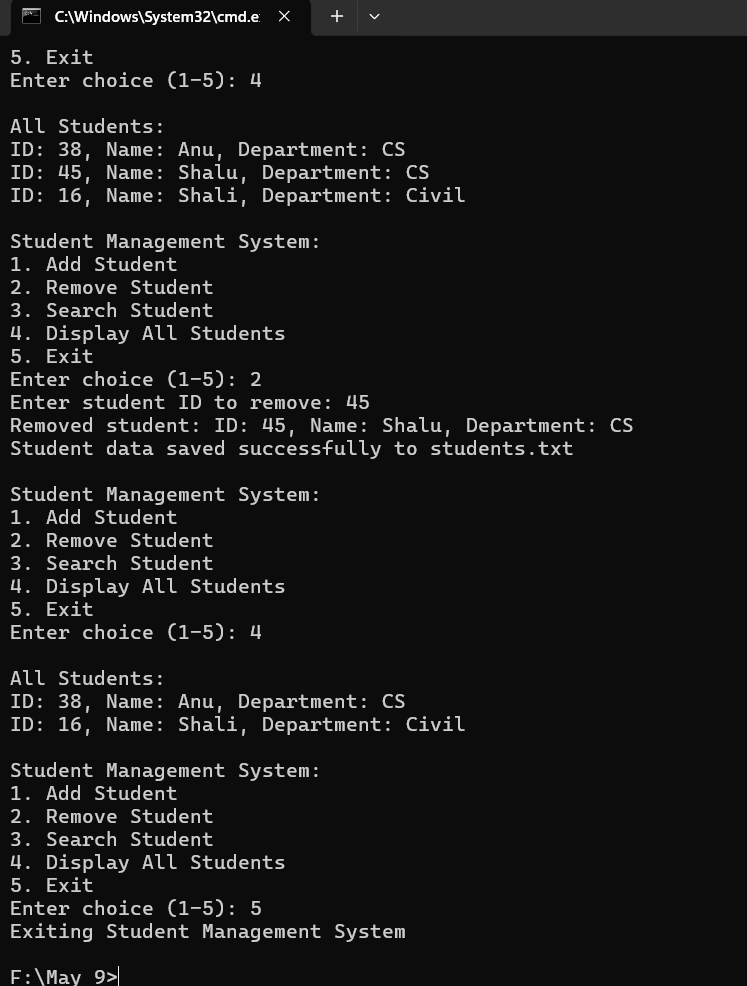 C:\Windows\System32\cmd.e
5. Exit
Enter choice (1-5): 4
All Students:
ID: 38, Name: Anu, Department: CS
ID: 45, Name: Shalu, Department: CS
ID: 16, Name: Shali, Department: Civil
Student Management System:
1. Add Student
2. Remove Student
3. Search Student
4. Display All Students
5. Exit
Enter choice (1-5): 2
Enter student ID to remove: 45
Removed student: ID: 45, Name: Shalu, Department: CS
Student data saved successfully to students.txt
Student Management System:
1. Add Student
2. Remove Student
3. Search Student
4. Display All Students
5. Exit
Enter choice (1-5): 4
All Students:
ID: 38, Name: Anu, Department: CS
ID: 16, Name: Shali, Department: Civil
Student Management System:
1. Add Student
2. Remove Student
3. Search Student
4. Display All Students
5. Exit
Enter choice (1-5): 5
Exiting Student Management System
F:\May 9>